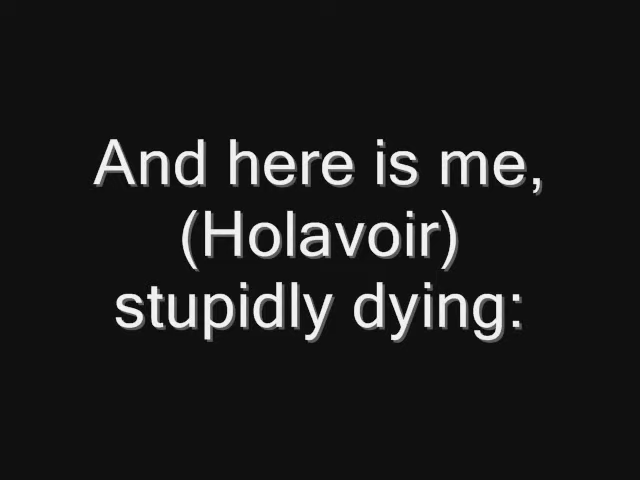 And here is me,
(Holavoir)
stupidly dying: